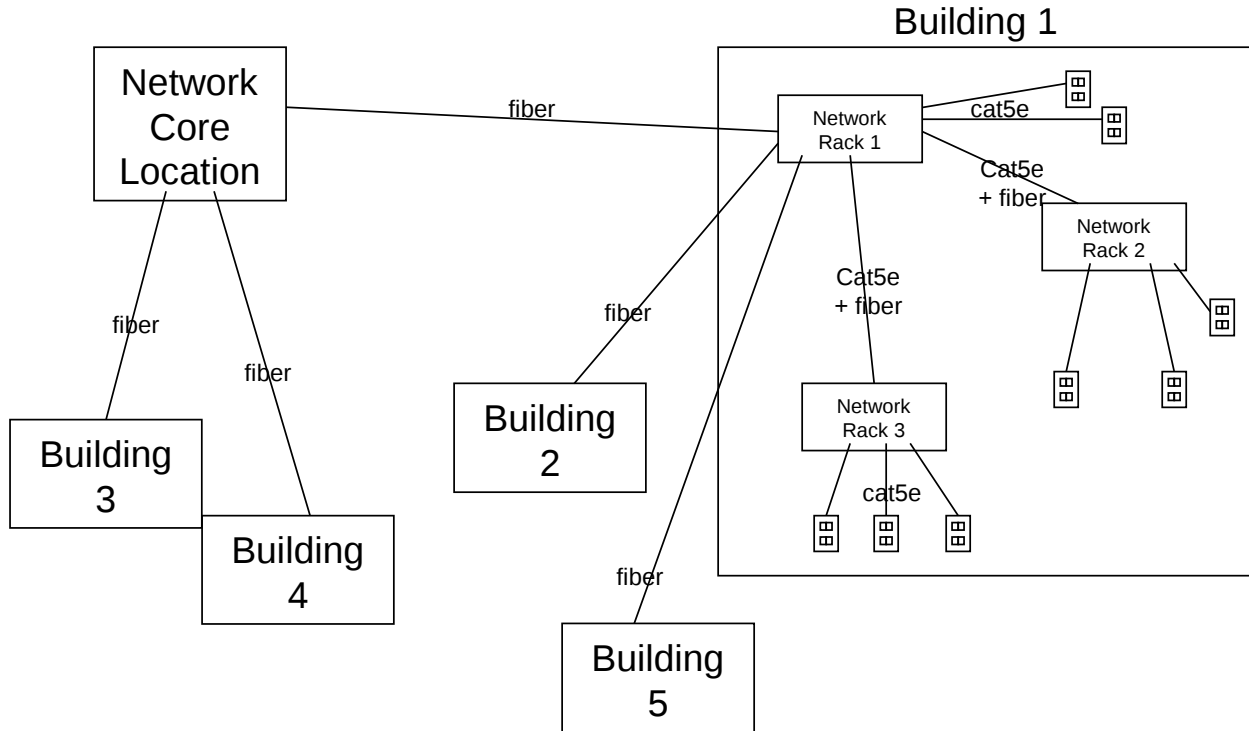 Building 1
Network
Core
Location
fiber
Network
Rack 1
cat5e
Cat5e
+ fiber
Network
Rack 2
Cat5e
+ fiber
fiber
fiber
fiber
Network
Rack 3
Building
2
Building
3
cat5e
Building
4
fiber
Building
5